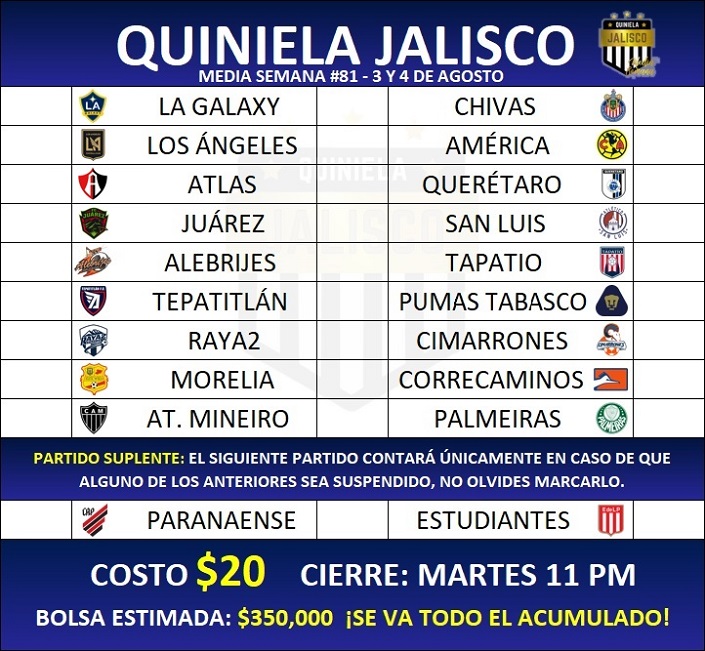 QUINIELA JALISCO
MEDIA SEMANA #81 - 3 Y 4 DE AGOSTO
QUINIELA
JALISCO
LA GALAXY CHIVAS
LOS ÁNGELES AMÉRICA
ATLAS QUERÉTARO
JUÁREZ SAN LUIS
ALEBRIJES TAPATIO
TEPATITLÁN PUMAS TABASCO
RAYA2 CIMARRONES
MORELIA CORRECAMINOS
AT. MINEIRO PALMEIRAS
PARTIDO SUPLENTE: EL SIGUIENTE PARTIDO CONTARÁ ÚNICAMENTE EN CASO DE QUE
ALGUNO DE LOS ANTERIORES SEA SUSPENDIDO, NO OLVIDES MARCARLO.
PARANAENSE ESTUDIANTES
COSTO $20 CIERRE: MARTES 11 PM
BOLSA ESTIMADA: $350,000 ¡SE VA TODO EL ACUMULADO!